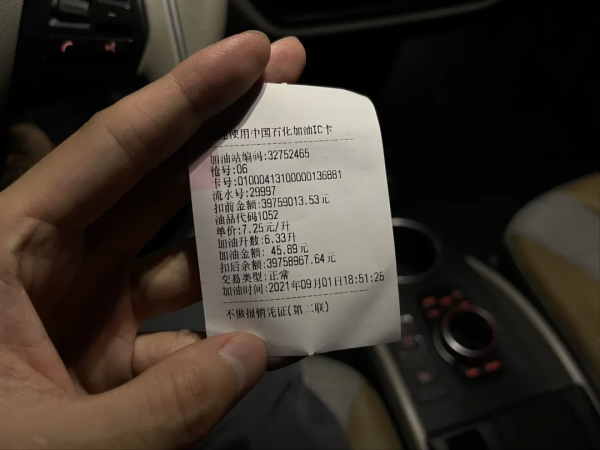 使用中国石化加油IC卡
加油站编码:32752465
枪号:06
卡号:0100041310000136881
流水号:29997
扣前金额:39759013.53元
油品代码1052
单价:7.25元/升
加油升数:6.33升
加油金额: 45.89元
扣后余额:39758967.64元
交易类型:正常
加油时间:2021年09月01日18:51:25
不做报销凭证(第二联)